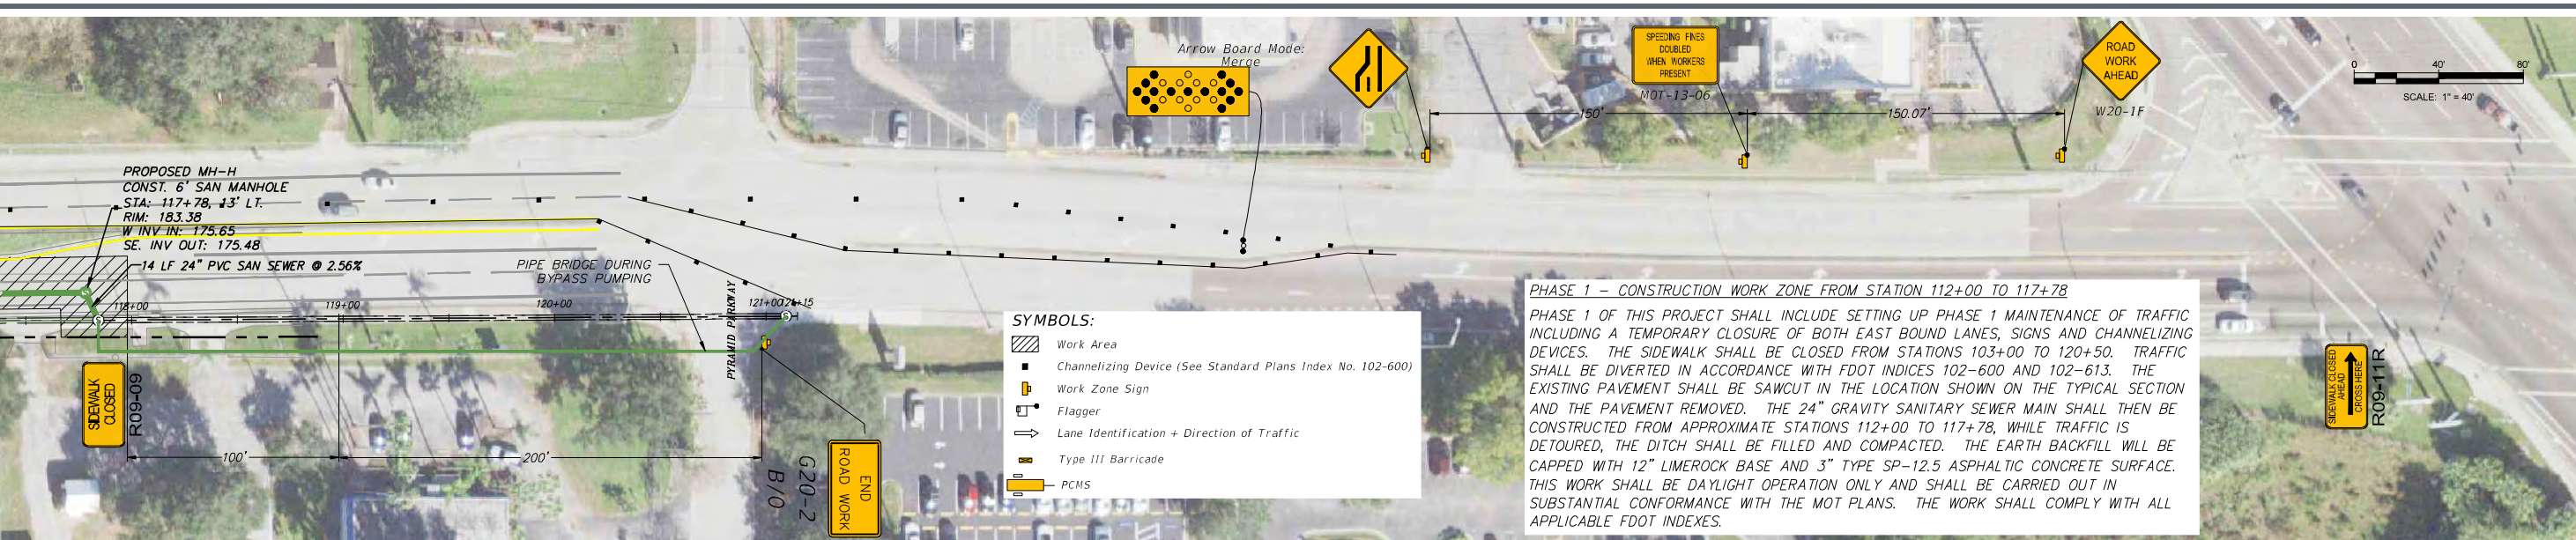 Arrow Board Mode:
Merge
SPEEDING FINES
DOUBLED
WHEN WORKERS
PRESENT
MOT-13-06
ROAD
WORK
AHEAD
W20-1F
150'
150.07'
0 40' 80'
SCALE: 1" = 40'
PROPOSED MH-H
CONST. 6' SAN MANHOLE
STA: 117+78, 13' LT.
RIM: 183.38
W INV IN: 175.65
SE. INV OUT: 175.48
14 LF 24" PVC SAN SEWER @ 2.56%
PIPE BRIDGE DURING
BYPASS PUMPING
118+00
119+00
120+00
121+00
PYRAMID PARKWAY
SIDEWALK
CLOSED
R09-09
100'
200'
END
ROAD WORK
G20-2
B/O
SYMBOLS:
Work Area
Channelizing Device (See Standard Plans Index No. 102-600)
Work Zone Sign
Flagger
Lane Identification + Direction of Traffic
Type III Barricade
PCMS
PHASE 1 - CONSTRUCTION WORK ZONE FROM STATION 112+00 TO 117+78
PHASE 1 OF THIS PROJECT SHALL INCLUDE SETTING UP PHASE 1 MAINTENANCE OF TRAFFIC
INCLUDING A TEMPORARY CLOSURE OF BOTH EAST BOUND LANES, SIGNS AND CHANNELIZING
DEVICES. THE SIDEWALK SHALL BE CLOSED FROM STATIONS 103+00 TO 120+50. TRAFFIC
SHALL BE DIVERTED IN ACCORDANCE WITH FDOT INDICES 102-600 AND 102-613. THE
EXISTING PAVEMENT SHALL BE SAWCUT IN THE LOCATION SHOWN ON THE TYPICAL SECTION
AND THE PAVEMENT REMOVED. THE 24" GRAVITY SANITARY SEWER MAIN SHALL THEN BE
CONSTRUCTED FROM APPROXIMATE STATIONS 112+00 TO 117+78, WHILE TRAFFIC IS
DETOURED, THE DITCH SHALL BE FILLED AND COMPACTED. THE EARTH BACKFILL WILL BE
CAPPED WITH 12" LIMEROCK BASE AND 3" TYPE SP-12.5 ASPHALTIC CONCRETE SURFACE.
THIS WORK SHALL BE DAYLIGHT OPERATION ONLY AND SHALL BE CARRIED OUT IN
SUBSTANTIAL CONFORMANCE WITH THE MOT PLANS. THE WORK SHALL COMPLY WITH ALL
APPLICABLE FDOT INDEXES.
SIDEWALK CLOSED
AHEAD
CROSS HERE
R09-11R